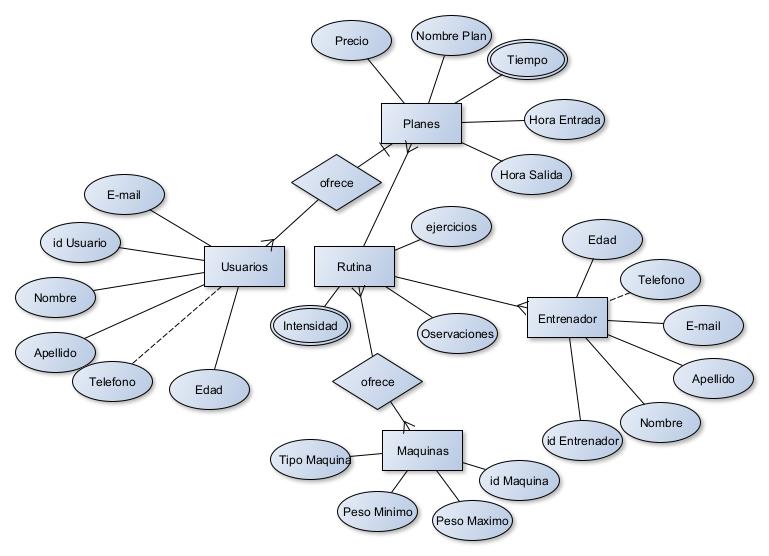 Precio
Nombre Plan
Tiempo
Planes
Hora Entrada
Hora Salida
ofrece
E-mail
id Usuario
Nombre
Usuarios
Apellido
Telefono
Edad
Rutina
ejercicios
Intensidad
Oservaciones
Edad
Telefono
Entrenador
E-mail
Apellido
Nombre
id Entrenador
ofrece
Maquinas
Tipo Maquina
id Maquina
Peso Minimo
Peso Maximo